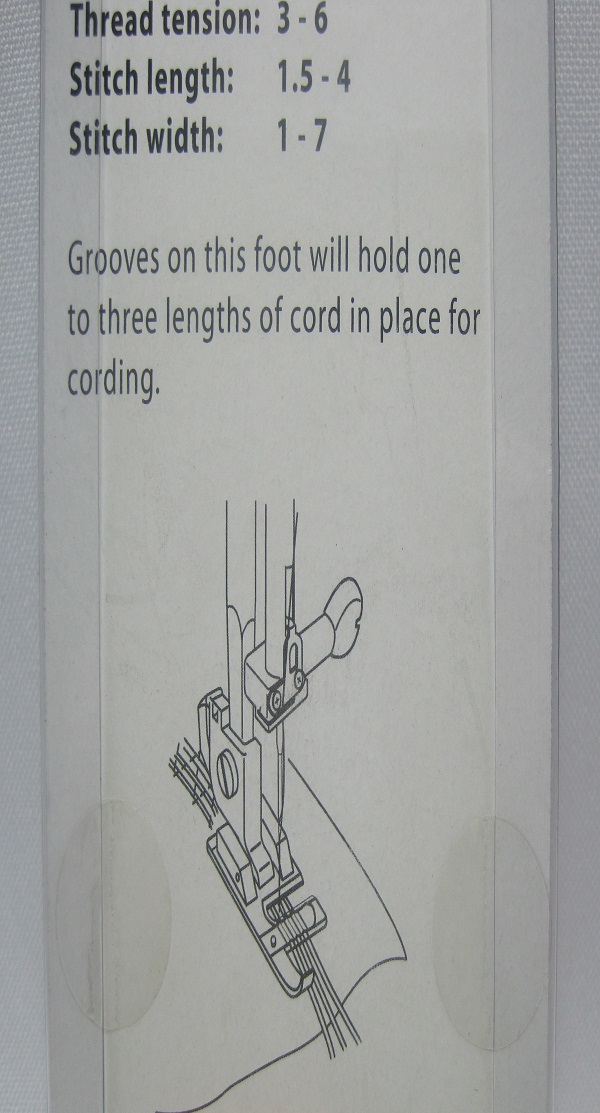 Thread tension: 3 - 6
Stitch length: 1.5 - 4
Stitch width: 1 - 7
Grooves on this foot will hold one
to three lengths of cord in place for
cording.